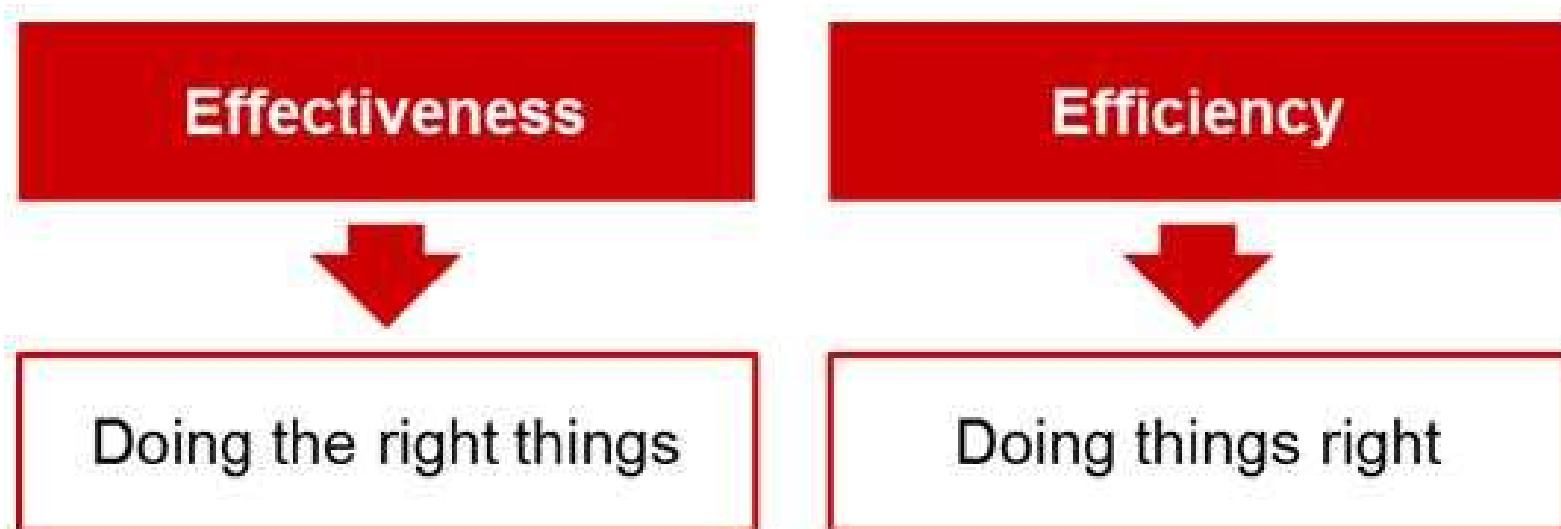 Effectiveness
Efficiency
Doing the right things
Doing things right